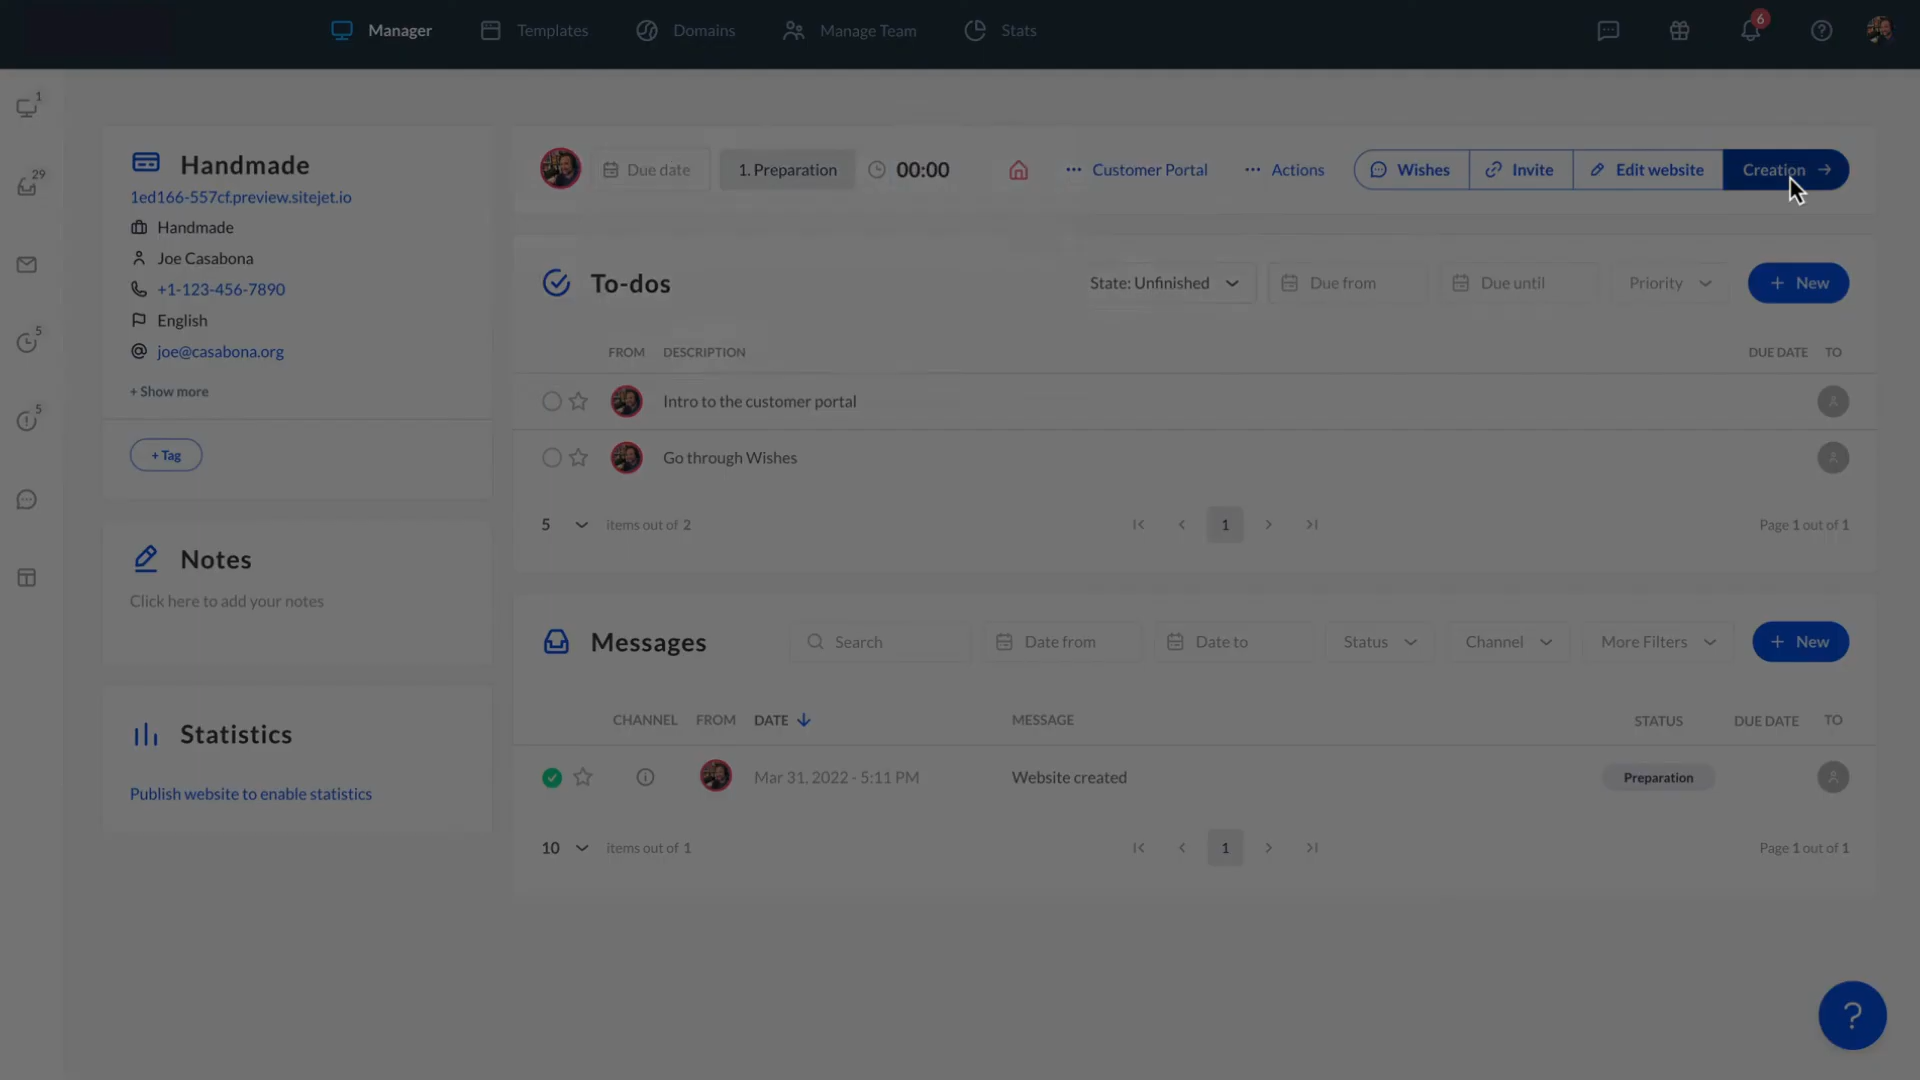 Manager Templates Domains Manage Team Stats 6
1
29
5
5
Handmade
1ed166-557cf.preview.sitejet.io
Handmade
Joe Casabona
+1-123-456-7890
English
joe@casabona.org
+ Show more
+ Tag
Notes
Click here to add your notes
Statistics
Publish website to enable statistics
Due date 1. Preparation 00:00 Customer Portal Actions Wishes Invite Edit website Creation
To-dos State: Unfinished Due from Due until Priority + New
FROM DESCRIPTION DUE DATE TO
Intro to the customer portal
Go through Wishes
5 items out of 2 1 Page 1 out of 1
Messages Search Date from Date to Status Channel More Filters + New
CHANNEL FROM DATE MESSAGE STATUS DUE DATE TO
Mar 31, 2022 - 5:11 PM Website created Preparation
10 items out of 1 1 Page 1 out of 1
?